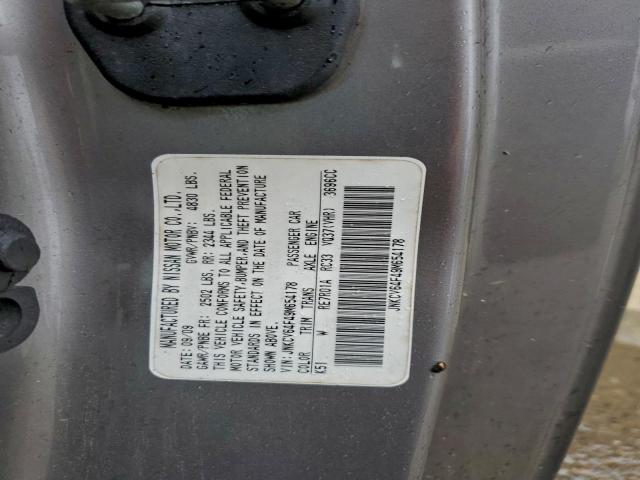 MANUFACTURED BY NISSAN MOTOR CO.,LTD.
DATE: 09/09 GVWR/PNBV: 4830 LBS.
GAWR/PNBE FR: 2502 LBS. RR: 2344 LBS.
THIS VEHICLE CONFORMS TO ALL APPLICABLE FEDERAL
MOTOR VEHICLE SAFETY,BUMPER,AND THEFT PREVENTION
STANDARDS IN EFFECT ON THE DATE OF MANUFACTURE
SHOWN ABOVE.
VIN: JNKCV64F49M654178 PASSENGER CAR
COLOR TRIM TRANS AXLE ENGINE
K51 W RE7R01A RC33 VQ37(VHR) 3696CC
JNKCV64F49M654178